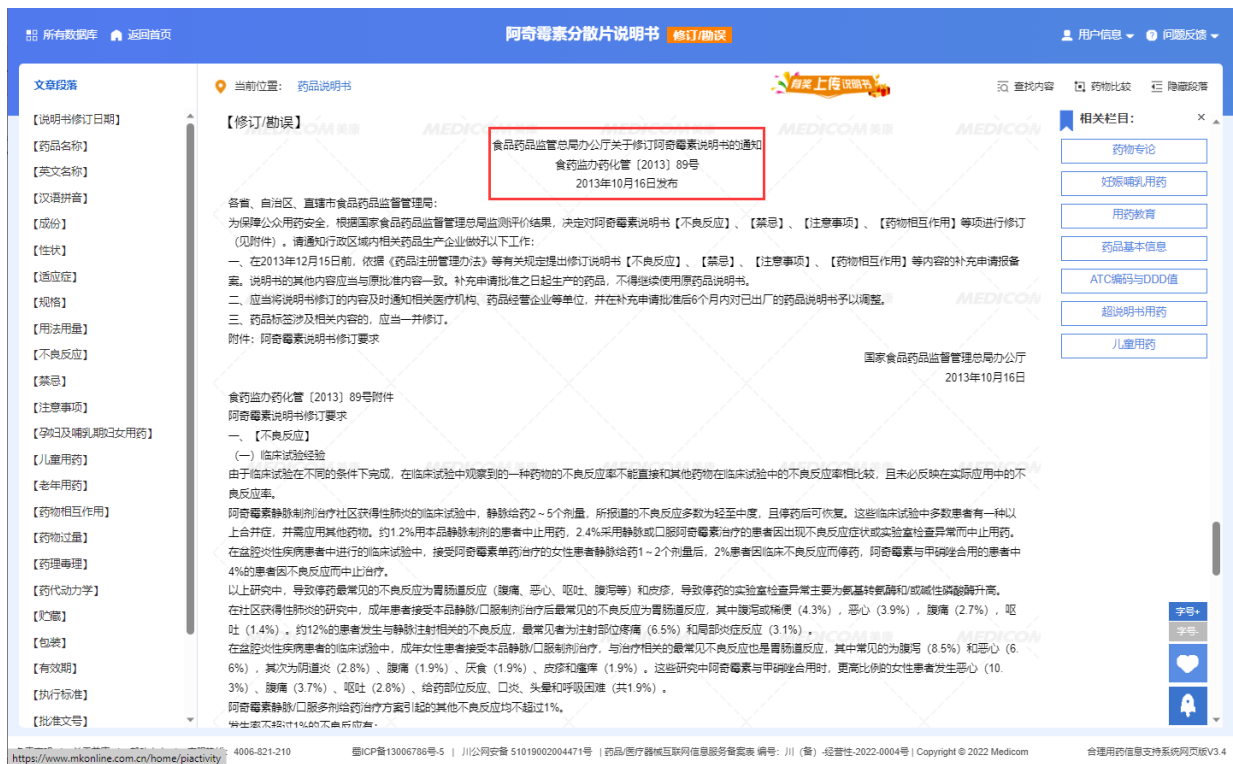 所有数据库 返回首页
阿奇霉素分散片说明书 修订/勘误
用户信息 问题反馈
文章段落
当前位置： 药品说明书
有奖上传说明书
查找内容 药物比较 隐藏段落
【说明书修订日期】
【药品名称】
【英文名称】
【汉语拼音】
【成份】
【性状】
【适应症】
【规格】
【用法用量】
【不良反应】
【禁忌】
【注意事项】
【孕妇及哺乳期妇女用药】
【儿童用药】
【老年用药】
【药物相互作用】
【药物过量】
【药理毒理】
【药代动力学】
【贮藏】
【包装】
【有效期】
【执行标准】
【批准文号】
【修订/勘误】
食品药品监管总局办公厅关于修订阿奇霉素说明书的通知
食药监办药化管〔2013〕89号
2013年10月16日发布
各省、自治区、直辖市食品药品监督管理局：
为保障公众用药安全，根据国家食品药品监督管理总局监测评价结果，决定对阿奇霉素说明书【不良反应】、【禁忌】、【注意事项】、【药物相互作用】等项进行修订
（见附件）。请通知行政区域内相关药品生产企业做好以下工作：
一、在2013年12月15日前，依据《药品注册管理办法》等有关规定提出修订说明书【不良反应】、【禁忌】、【注意事项】、【药物相互作用】等内容的补充申请报备
案。说明书的其他内容应当与原批准内容一致。补充申请批准之日起生产的药品，不得继续使用原药品说明书。
二、应当将说明书修订的内容及时通知相关医疗机构、药品经营企业等单位，并在补充申请批准后6个月内对已出厂的药品说明书予以调整。
三、药品标签涉及相关内容的，应当一并修订。
附件：阿奇霉素说明书修订要求
国家食品药品监督管理总局办公厅
2013年10月16日
食药监办药化管〔2013〕89号附件
阿奇霉素说明书修订要求
一、【不良反应】
（一）临床试验经验
由于临床试验在不同的条件下完成，在临床试验中观察到的一种药物的不良反应率不能直接和其他药物在临床试验中的不良反应率相比较，且未必反映在实际应用中的不
良反应率。
阿奇霉素静脉制剂治疗社区获得性肺炎的临床试验中，静脉给药2～5个剂量，所报道的不良反应多数为轻至中度，且停药后可恢复。这些临床试验中多数患者有一种以
上合并症，并需应用其他药物。约1.2%用本品静脉制剂的患者中止用药，2.4%采用静脉或口服阿奇霉素治疗的患者因出现不良反应症状或实验室检查异常而中止用药。
在盆腔炎性疾病患者中进行的临床试验中，接受阿奇霉素单药治疗的女性患者静脉给药1～2个剂量后，2%患者因临床不良反应而停药，阿奇霉素与甲硝唑合用的患者中
4%的患者因不良反应而中止治疗。
以上研究中，导致停药最常见的不良反应为胃肠道反应（腹痛、恶心、呕吐、腹泻等）和皮疹，导致停药的实验室检查异常主要为氨基转氨酶和/或碱性磷酸酶升高。
在社区获得性肺炎的研究中，成年患者接受本品静脉/口服制剂治疗后最常见的不良反应为胃肠道反应，其中腹泻或稀便（4.3%），恶心（3.9%），腹痛（2.7%），呕
吐（1.4%）。约12%的患者发生与静脉注射相关的不良反应，最常见者为注射部位疼痛（6.5%）和局部炎症反应（3.1%）。
在盆腔炎性疾病患者的临床试验中，成年女性患者接受本品静脉/口服制剂治疗，与治疗相关的最常见不良反应也是胃肠道反应，其中常见的为腹泻（8.5%）和恶心（6.
6%），其次为阴道炎（2.8%）、腹痛（1.9%）、厌食（1.9%）、皮疹和瘙痒（1.9%）。这些研究中阿奇霉素与甲硝唑合用时，更高比例的女性患者发生恶心（10.
3%）、腹痛（3.7%）、呕吐（2.8%）、给药部位反应、口炎、头晕和呼吸困难（共1.9%）。
阿奇霉素静脉/口服多剂给药治疗方案引起的其他不良反应均不超过1%。
发生率不超过1%的不良反应有：
相关栏目： ×
药物专论
妊娠哺乳用药
用药教育
药品基本信息
ATC编码与DDD值
超说明书用药
儿童用药
字号+
字号-
https://www.mkonline.com.cn/home/piactivity
4006-821-210 蜀ICP备13006786号-5 | 川公网安备 51019002004471号 | 药品/医疗器械互联网信息服务备案表 编号：川（备）-经营性-2022-0004号 | Copyright © 2022 Medicom 合理用药信息支持系统网页版V3.4